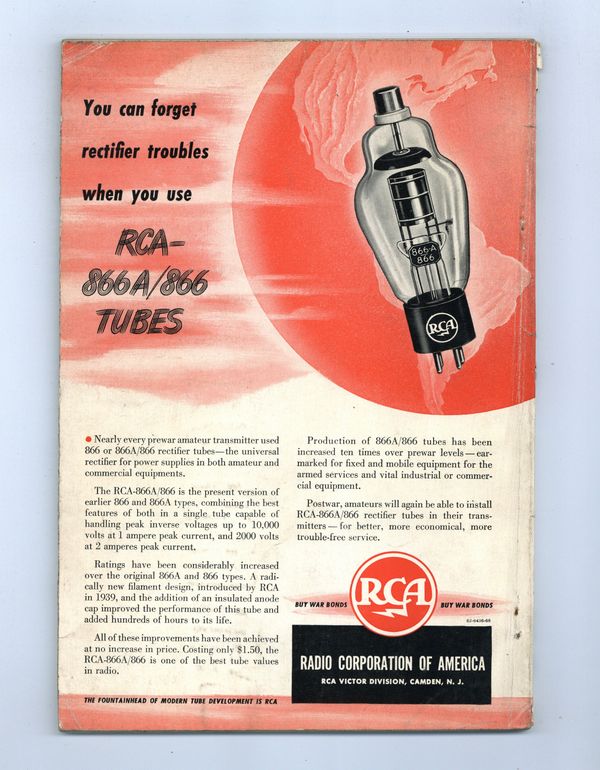 You can forget
rectifier troubles
when you use
RCA-
866A/866
TUBES
866-A
866
RCA
• Nearly every prewar amateur transmitter used
866 or 866A/866 rectifier tubes—the universal
rectifier for power supplies in both amateur and
commercial equipments.
The RCA-866A/866 is the present version of
earlier 866 and 866A types, combining the best
features of both in a single tube capable of
handling peak inverse voltages up to 10,000
volts at 1 ampere peak current, and 2000 volts
at 2 amperes peak current.
Ratings have been considerably increased
over the original 866A and 866 types. A radi-
cally new filament design, introduced by RCA
in 1939, and the addition of an insulated anode
cap improved the performance of this tube and
added hundreds of hours to its life.
All of these improvements have been achieved
at no increase in price. Costing only $1.50, the
RCA-866A/866 is one of the best tube values
in radio.
THE FOUNTAINHEAD OF MODERN TUBE DEVELOPMENT IS RCA
Production of 866A/866 tubes has been
increased ten times over prewar levels—ear-
marked for fixed and mobile equipment for the
armed services and vital industrial or commer-
cial equipment.
Postwar, amateurs will again be able to install
RCA-866A/866 rectifier tubes in their trans-
mitters—for better, more economical, more
trouble-free service.
BUY WAR BONDS
RCA
BUY WAR BONDS
62-6436-68
RADIO CORPORATION OF AMERICA
RCA VICTOR DIVISION, CAMDEN, N. J.